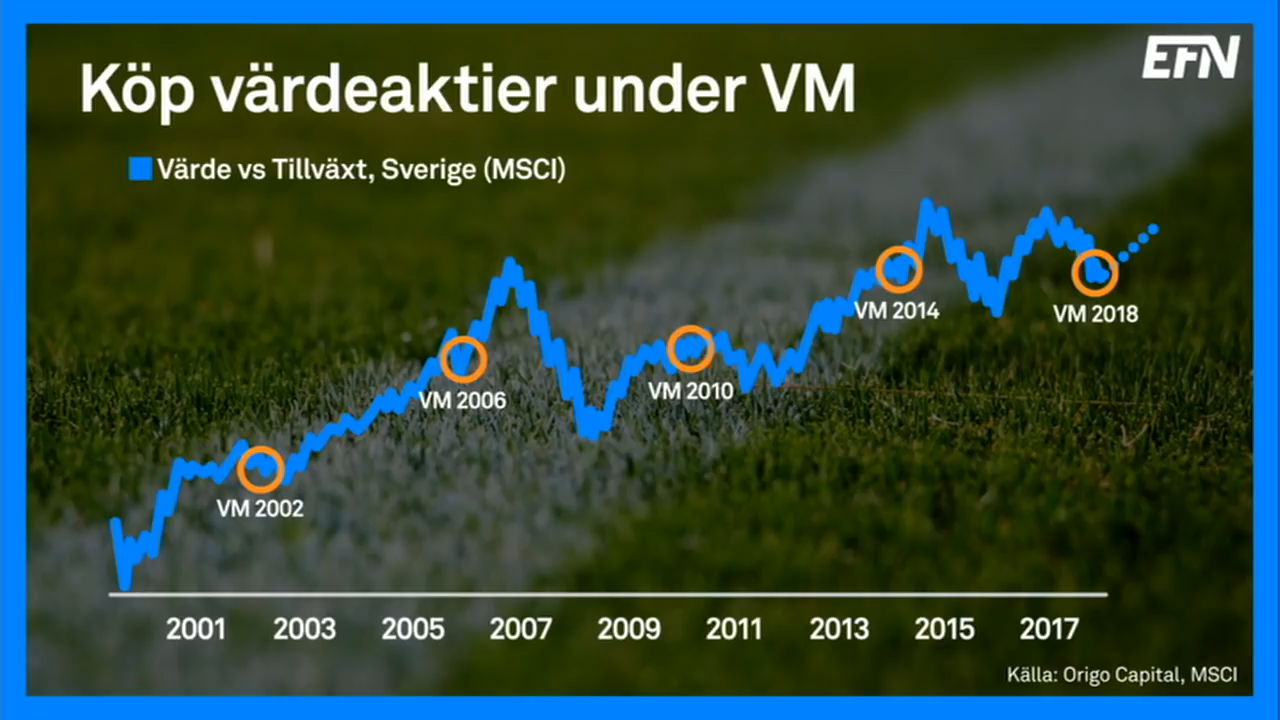 EFN
Köp värdeaktier under VM
Värde vs Tillväxt, Sverige (MSCI)
VM 2014
VM 2018
VM 2006
VM 2010
VM 2002
2001 2003 2005 2007 2009 2011 2013 2015 2017
Källa: Origo Capital, MSCI